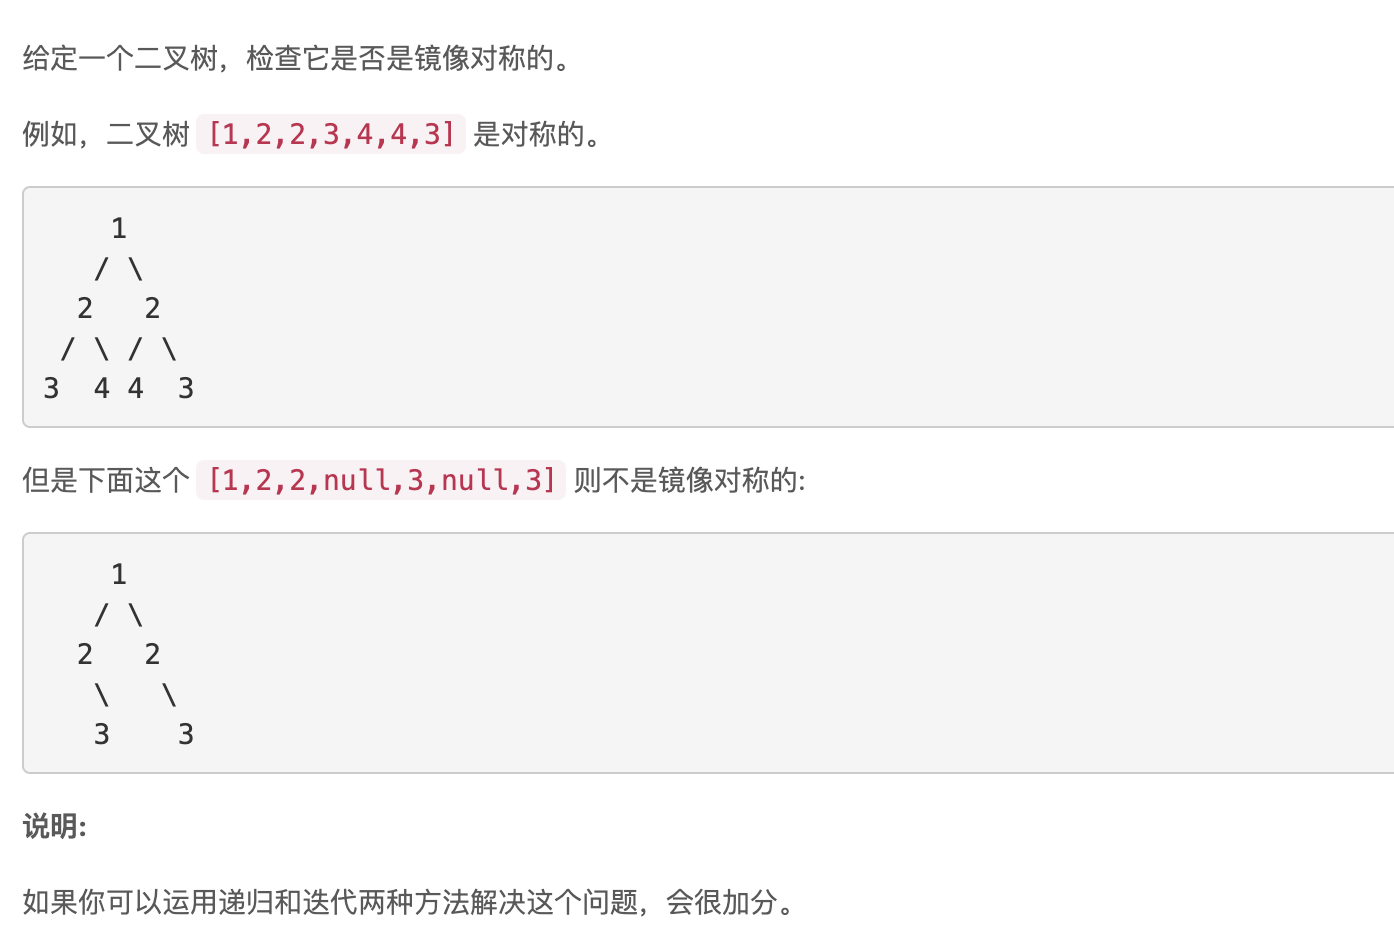 给定一个二叉树，检查它是否是镜像对称的。
例如，二叉树 [1,2,2,3,4,4,3] 是对称的。
    1
   / \
  2   2
 / \ / \
3  4 4  3
但是下面这个 [1,2,2,null,3,null,3] 则不是镜像对称的:
    1
   / \
  2   2
   \   \
   3    3
说明:
如果你可以运用递归和迭代两种方法解决这个问题，会很加分。